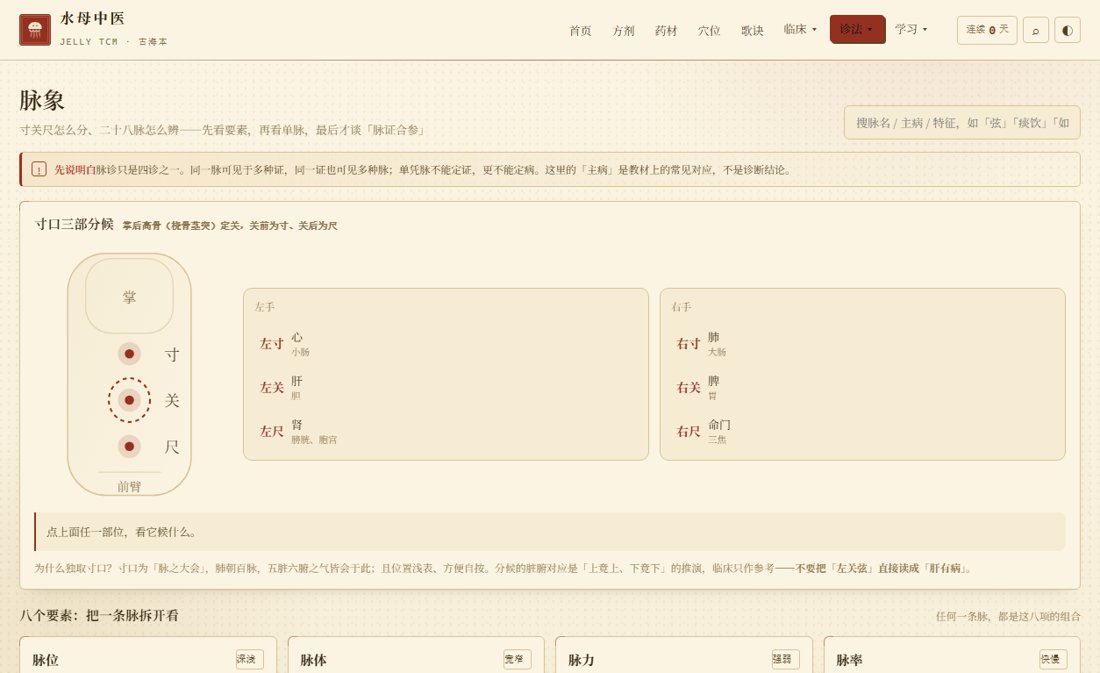 水母中医
JELLY TCM · 古海本
首页 方剂 药材 穴位 歌诀 临床 诊法 学习 连续 0 天
脉象
寸关尺怎么分、二十八脉怎么辨——先看要素，再看单脉，最后才谈「脉证合参」
搜脉名 / 主病 / 特征，如「弦」「痰饮」「如
! 先说明白脉诊只是四诊之一。同一脉可见于多种证，同一证也可见多种脉；单凭脉不能定证，更不能定病。这里的「主病」是教材上的常见对应，不是诊断结论。
寸口三部分候 掌后高骨（桡骨茎突）定关，关前为寸、关后为尺
掌
寸
关
尺
前臂
左手
左寸 心
小肠
左关 肝
胆
左尺 肾
膀胱、胞宫
右手
右寸 肺
大肠
右关 脾
胃
右尺 命门
三焦
点上面任一部位，看它候什么。
为什么独取寸口？寸口为「脉之大会」，肺朝百脉，五脏六腑之气皆会于此；且位置浅表、方便自按。分候的脏腑对应是「上竟上、下竟下」的推演，临床只作参考——不要把「左关弦」直接读成「肝有病」。
八个要素：把一条脉拆开看
任何一条脉，都是这八项的组合
脉位 深浅
脉体 宽窄
脉力 强弱
脉率 快慢